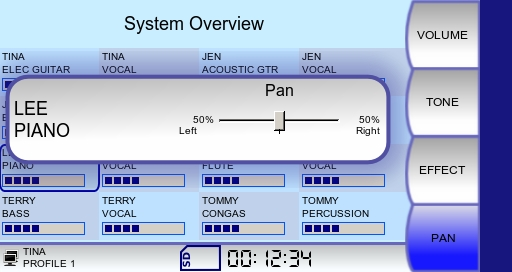 System Overview
TINA
ELEC GUITAR
TINA
VOCAL
JEN
ACOUSTIC GTR
JEN
VOCAL
LEE
PIANO
Pan
50%
Left
50%
Right
PIANO
VOCAL
FLUTE
VOCAL
TERRY
BASS
TERRY
VOCAL
TOMMY
CONGAS
TOMMY
PERCUSSION
TINA
PROFILE 1
SD
00:12:34
VOLUME
TONE
EFFECT
PAN